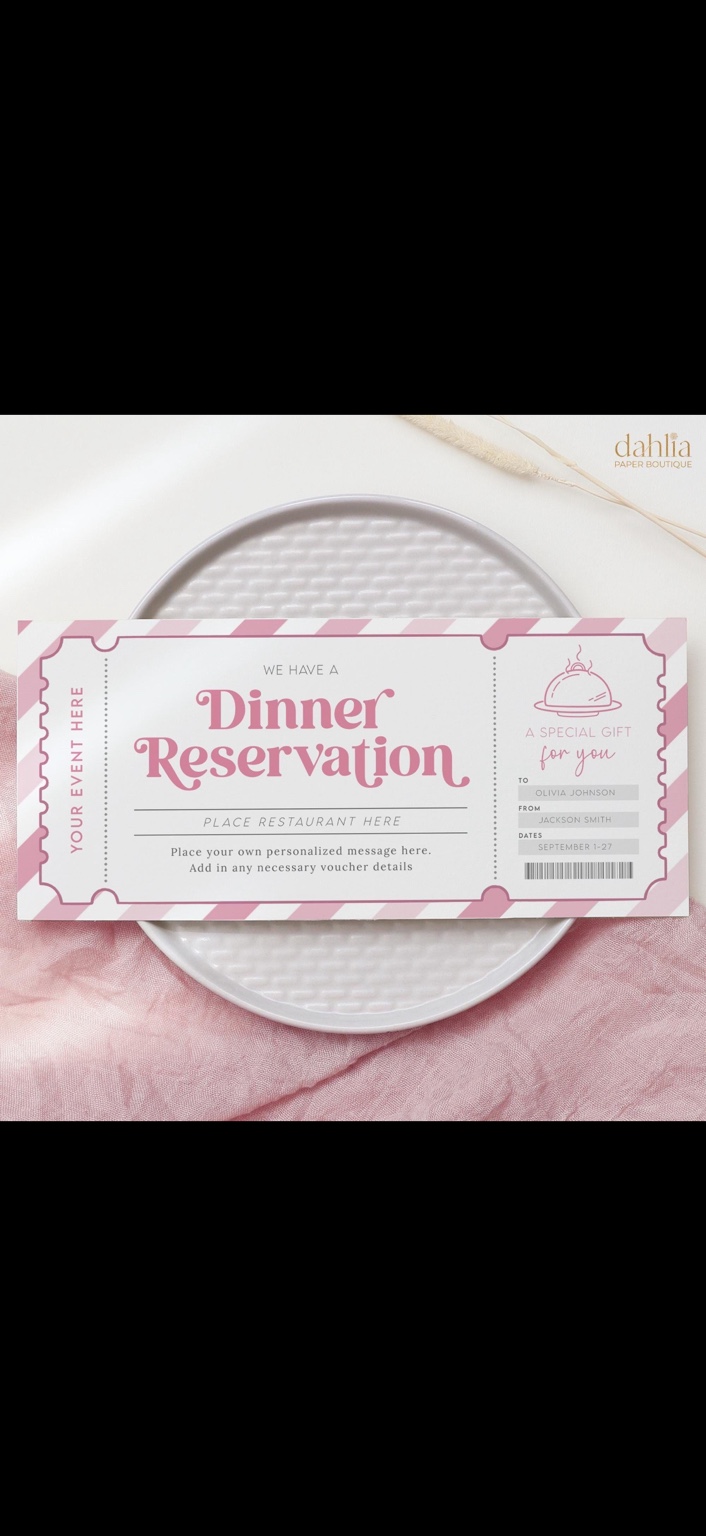 dahlia
PAPER BOUTIQUE
YOUR EVENT HERE
WE HAVE A
Dinner
Reservation
PLACE RESTAURANT HERE
Place your own personalized message here.
Add in any necessary voucher details
A SPECIAL GIFT
for you
TO
OLIVIA JOHNSON
FROM
JACKSON SMITH
DATES
SEPTEMBER 1-27